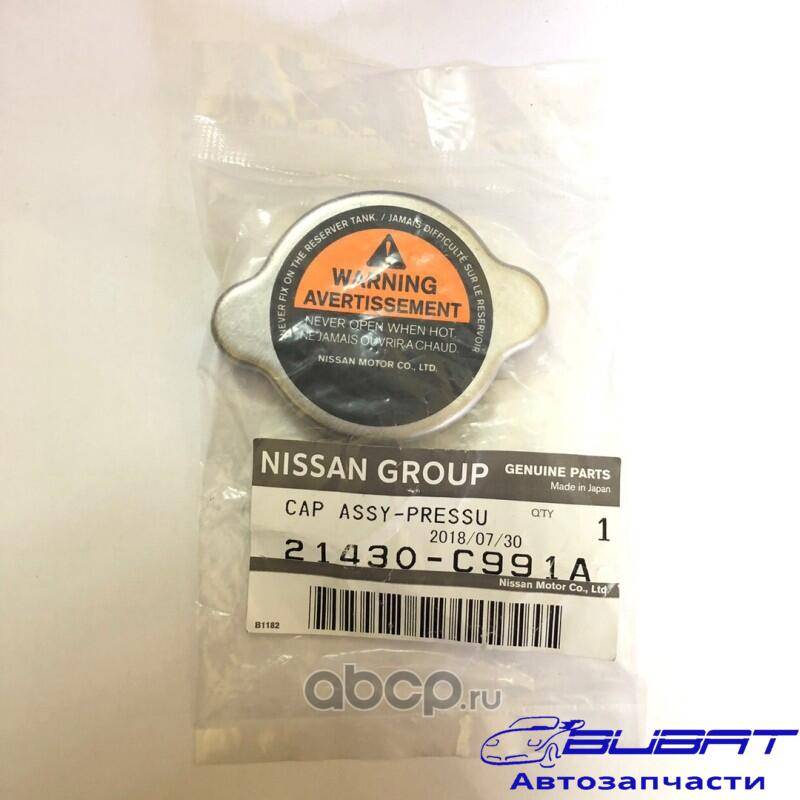 NEVER FIX ON THE RESERVER TANK. / JAMAIS DIFFICULTÉ SUR LE RESERVOIR
WARNING
AVERTISSEMENT
NEVER OPEN WHEN HOT.
NE JAMAIS OUVRIR A CHAUD.
NISSAN MOTOR CO., LTD.
NISSAN GROUP
GENUINE PARTS
Made in Japan
CAP ASSY-PRESSU
Q'TY
1
2018/07/30
21430-C991A
Nissan Motor Co., Ltd
B1182
abcp.ru
BUBAT
Автозапчасти